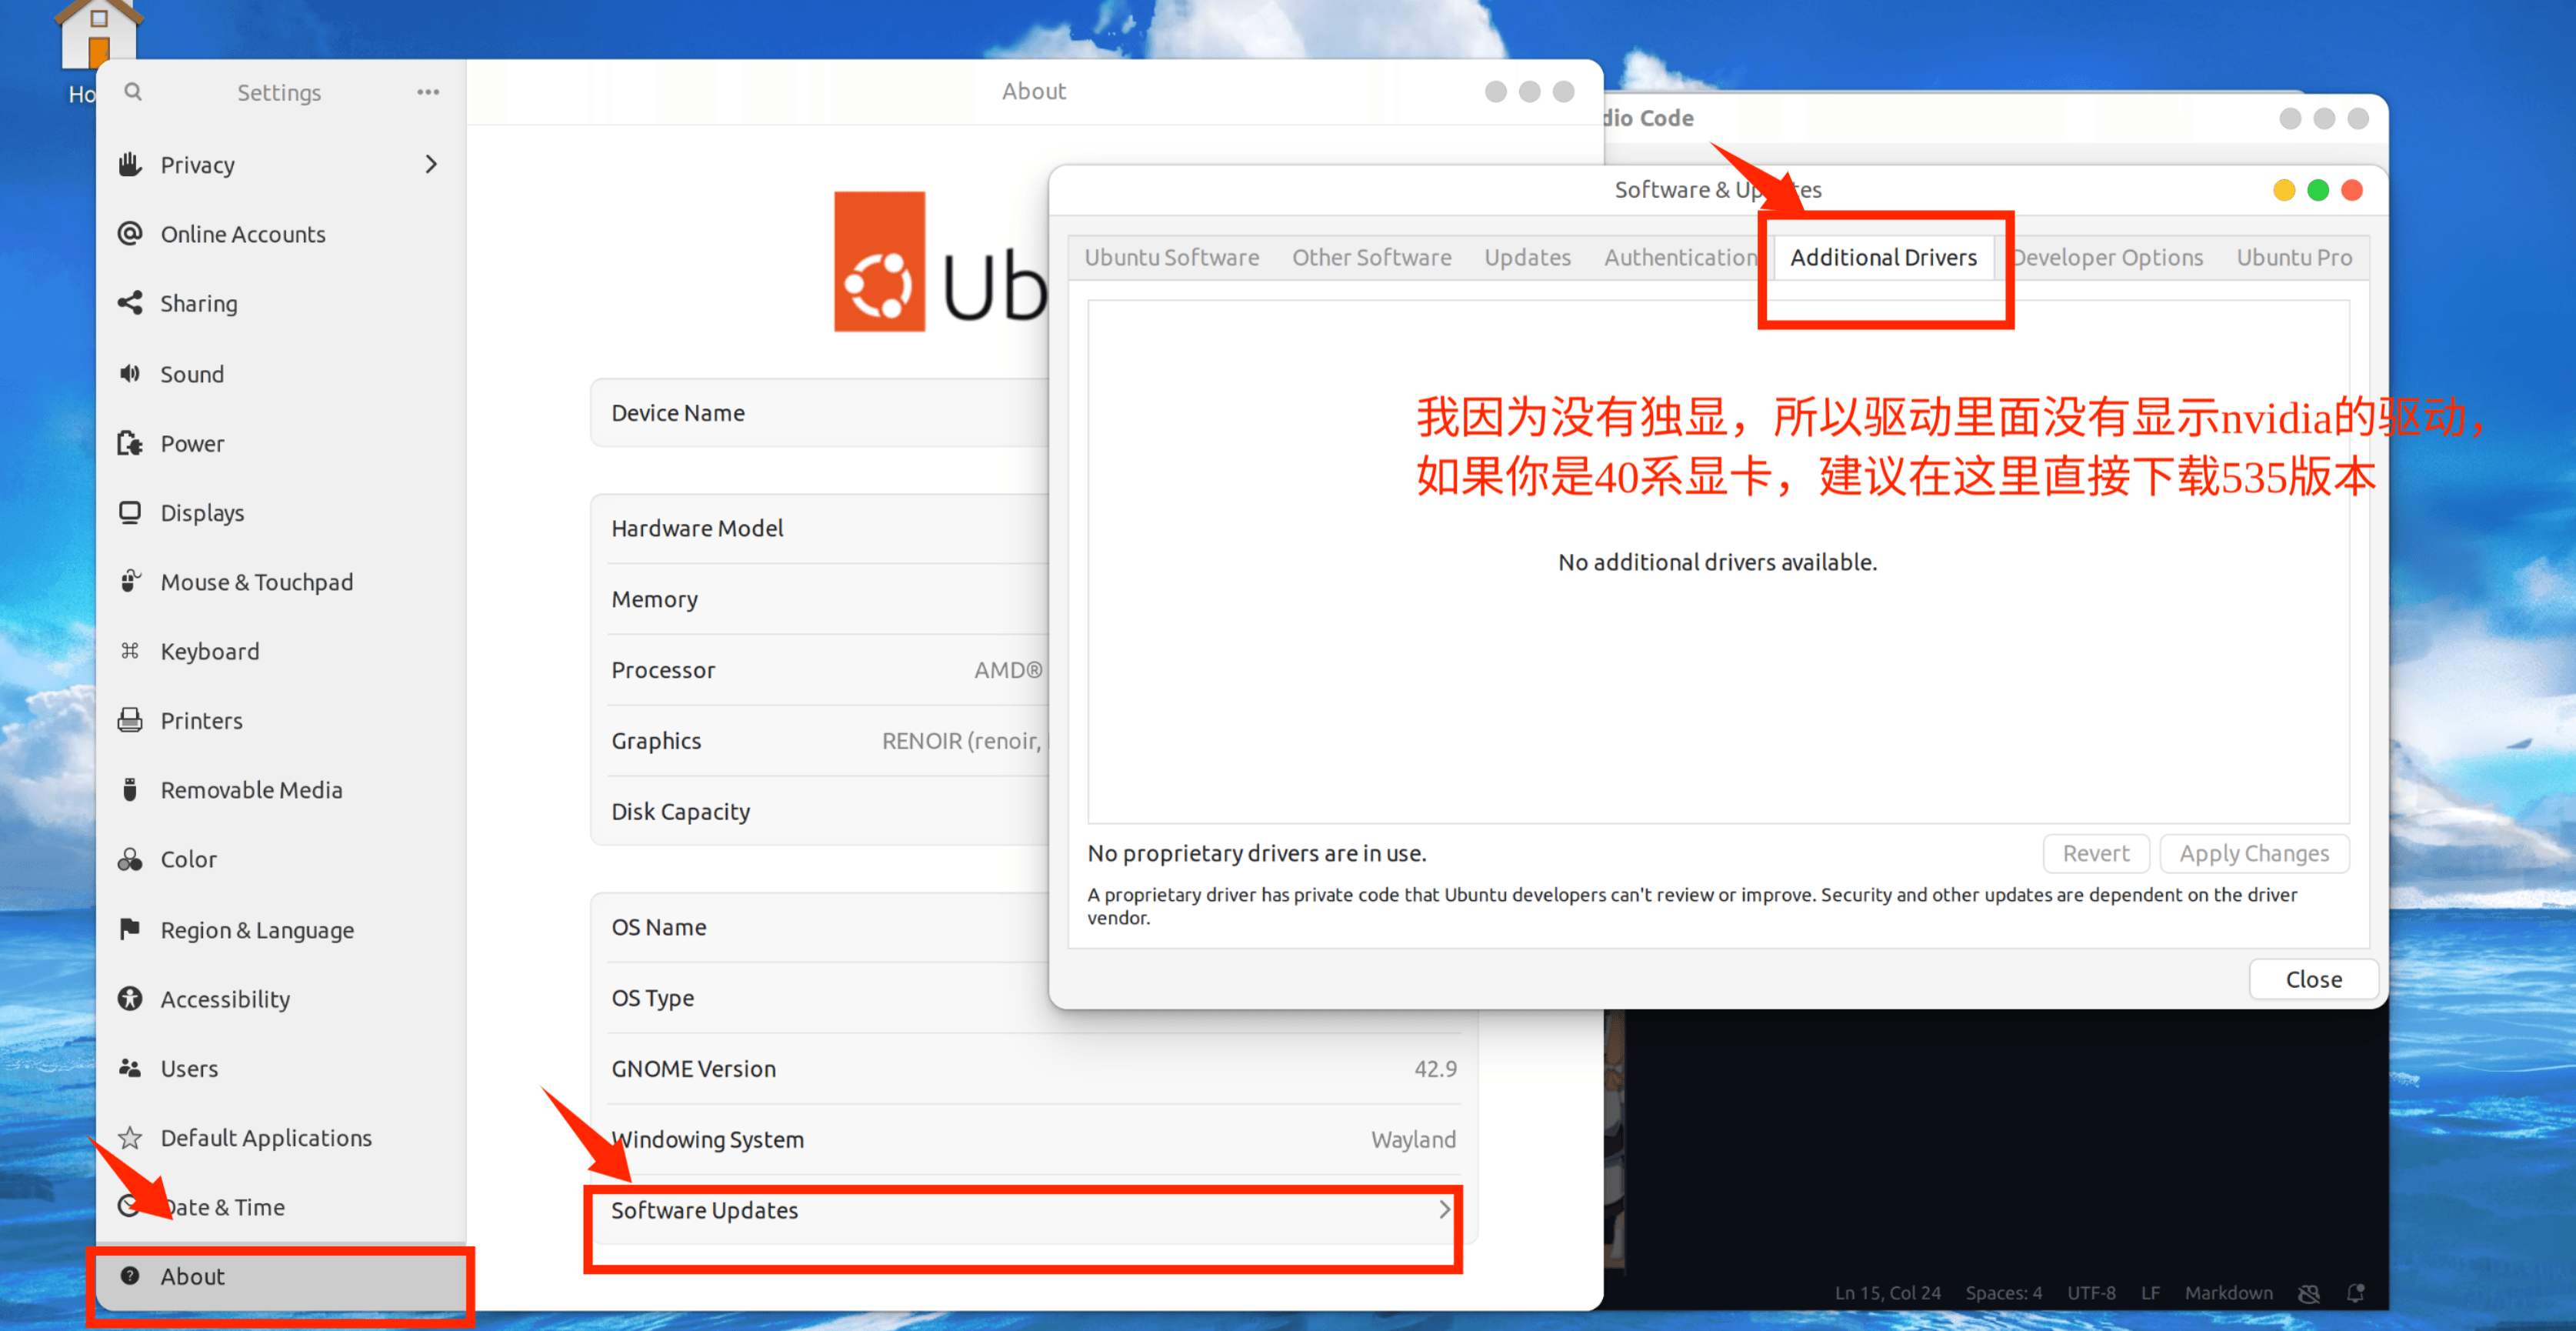 Ho
Settings
Privacy
Online Accounts
Sharing
Sound
Power
Displays
Mouse & Touchpad
Keyboard
Printers
Removable Media
Color
Region & Language
Accessibility
Users
Default Applications
Date & Time
About
About
Ub
Device Name
Hardware Model
Memory
Processor AMD®
Graphics RENOIR (renoir,
Disk Capacity
OS Name
OS Type
GNOME Version 42.9
Windowing System Wayland
Software Updates
dio Code
Software & Updates
Ubuntu Software Other Software Updates Authentication Additional Drivers Developer Options Ubuntu Pro
我因为没有独显，所以驱动里面没有显示nvidia的驱动，
如果你是40系显卡，建议在这里直接下载535版本
No additional drivers available.
No proprietary drivers are in use.
Revert Apply Changes
A proprietary driver has private code that Ubuntu developers can't review or improve. Security and other updates are dependent on the driver
vendor.
Close
Ln 15, Col 24 Spaces: 4 UTF-8 LF Markdown